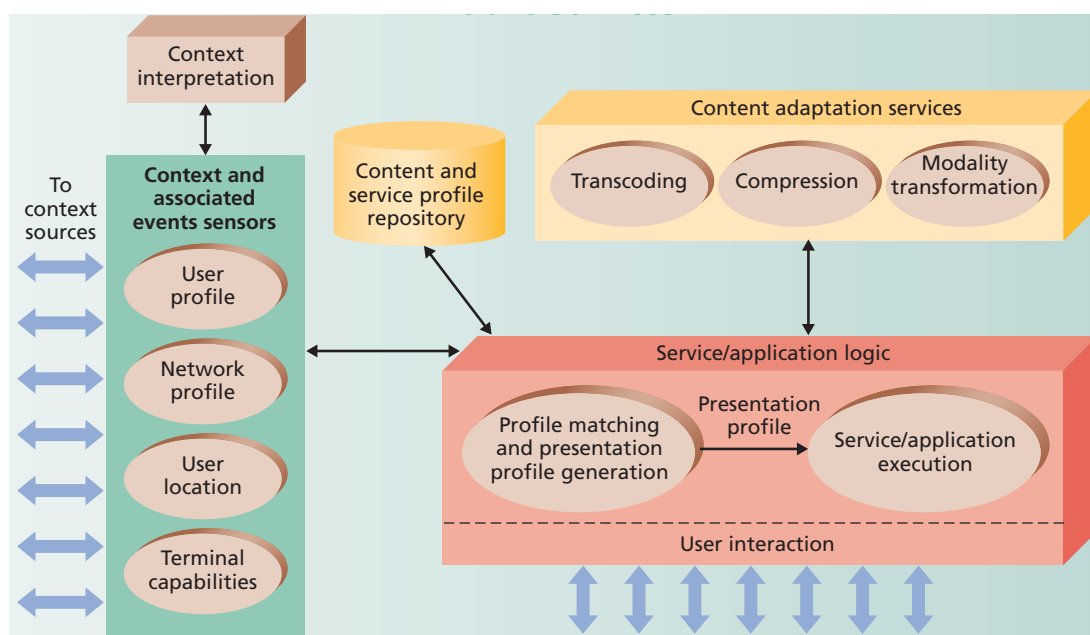 Context
interpretation
To
context
sources
Context and
associated
events sensors
User
profile
Network
profile
User
location
Terminal
capabilities
Content and
service profile
repository
Content adaptation services
Transcoding
Compression
Modality
transformation
Service/application logic
Profile matching
and presentation
profile generation
Presentation
profile
Service/application
execution
User interaction